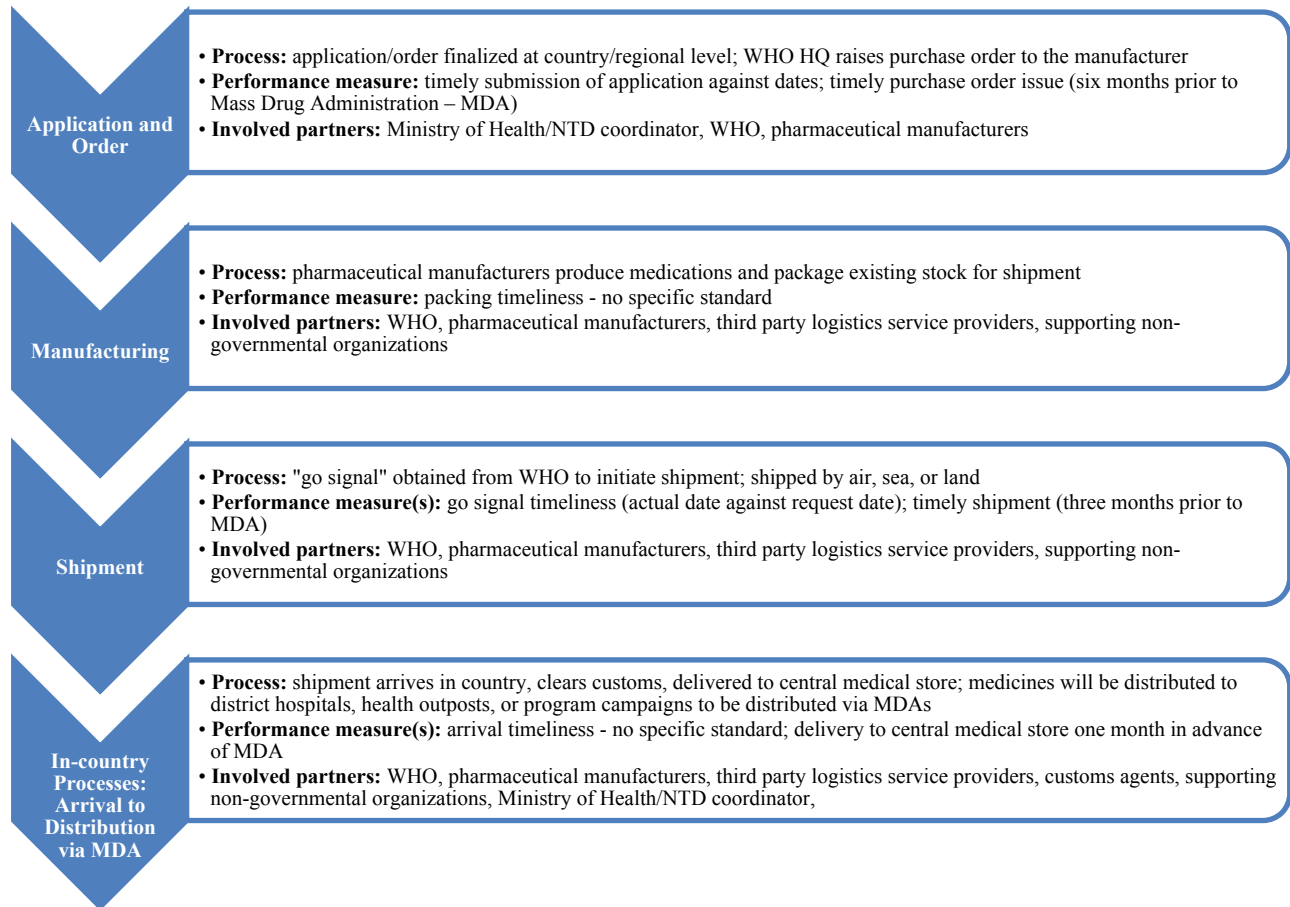 Application and
Order
• Process: application/order finalized at country/regional level; WHO HQ raises purchase order to the manufacturer
• Performance measure: timely submission of application against dates; timely purchase order issue (six months prior to
Mass Drug Administration – MDA)
• Involved partners: Ministry of Health/NTD coordinator, WHO, pharmaceutical manufacturers
Manufacturing
• Process: pharmaceutical manufacturers produce medications and package existing stock for shipment
• Performance measure: packing timeliness - no specific standard
• Involved partners: WHO, pharmaceutical manufacturers, third party logistics service providers, supporting non-
governmental organizations
Shipment
• Process: "go signal" obtained from WHO to initiate shipment; shipped by air, sea, or land
• Performance measure(s): go signal timeliness (actual date against request date); timely shipment (three months prior to
MDA)
• Involved partners: WHO, pharmaceutical manufacturers, third party logistics service providers, supporting non-
governmental organizations
In-country
Processes:
Arrival to
Distribution
via MDA
• Process: shipment arrives in country, clears customs, delivered to central medical store; medicines will be distributed to
district hospitals, health outposts, or program campaigns to be distributed via MDAs
• Performance measure(s): arrival timeliness - no specific standard; delivery to central medical store one month in advance
of MDA
• Involved partners: WHO, pharmaceutical manufacturers, third party logistics service providers, customs agents, supporting
non-governmental organizations, Ministry of Health/NTD coordinator,